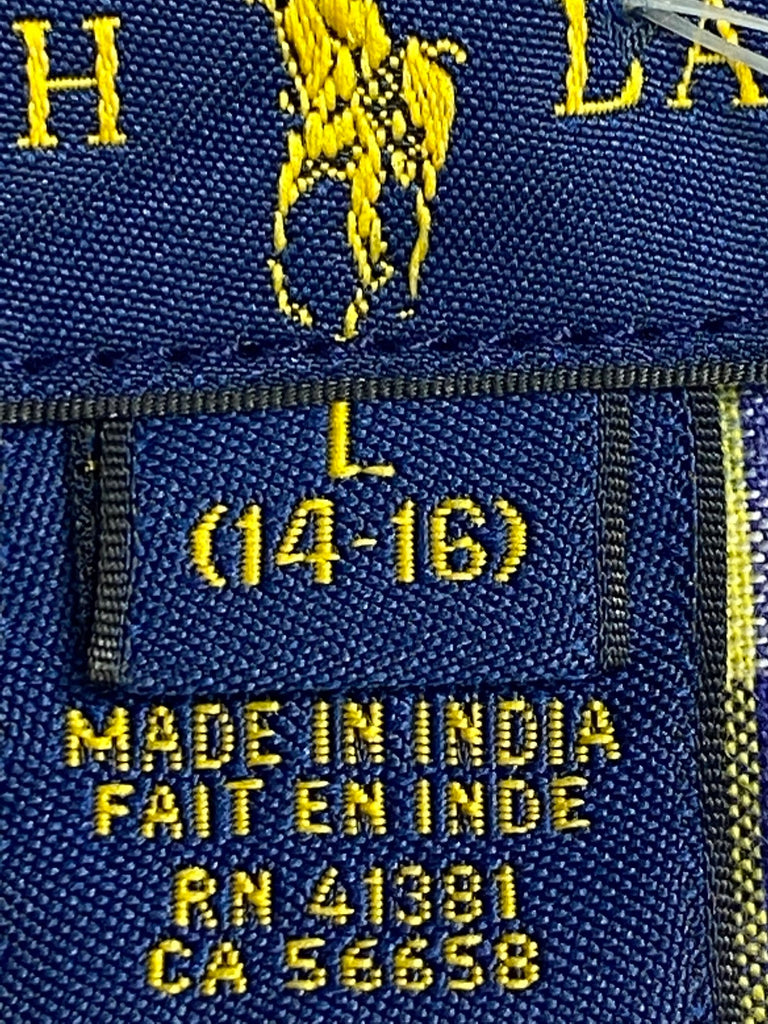 H LA
L
(14-16)
MADE IN INDIA
FAIT EN INDE
RN 41381
CA 56658